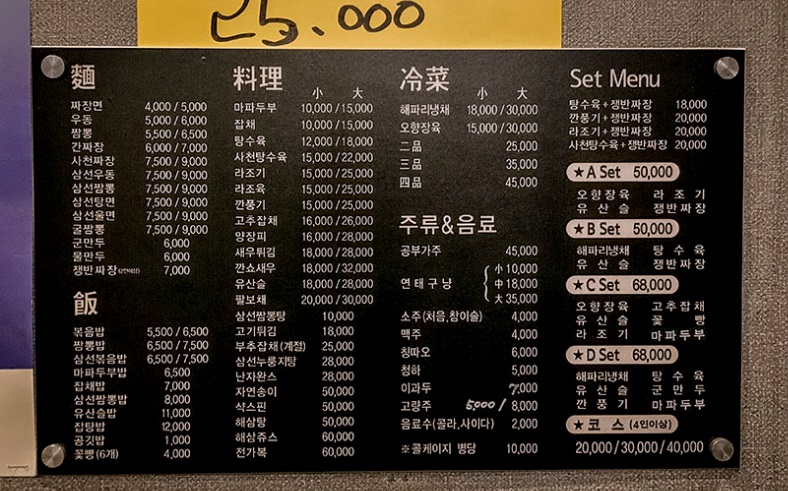 25.000
麵
짜장면 4,000 / 5,000
우동 5,000 / 6,000
짬뽕 5,500 / 6,500
간짜장 6,000 / 7,000
사천짜장 7,500 / 9,000
삼선우동 7,500 / 9,000
삼선짬뽕 7,500 / 9,000
삼선탕면 7,500 / 9,000
삼선울면 7,500 / 9,000
굴짬뽕 7,500 / 9,000
군만두 6,000
물만두 6,000
쟁반짜장 7,000
飯
볶음밥 5,500 / 6,500
짬뽕밥 6,500 / 7,500
삼선볶음밥 6,500 / 7,500
마파두부밥 6,500
잡채밥 7,000
삼선짬뽕밥 8,000
유산슬밥 11,000
잡탕밥 12,000
공깃밥 1,000
꽃빵(6개) 4,000
料理
小 大
마파두부 10,000 / 15,000
잡채 10,000 / 15,000
탕수육 12,000 / 18,000
사천탕수육 15,000 / 22,000
라조기 15,000 / 25,000
라조육 15,000 / 25,000
깐풍기 15,000 / 25,000
고추잡채 16,000 / 26,000
양장피 16,000 / 28,000
새우튀김 18,000 / 28,000
깐쇼새우 18,000 / 32,000
유산슬 18,000 / 28,000
팔보채 20,000 / 30,000
삼선짬뽕탕 10,000
고기튀김 18,000
부추잡채(계절) 25,000
삼선누룽지탕 28,000
난자완스 28,000
자연송이 50,000
샥스핀 50,000
해삼탕 50,000
해삼쥬스 60,000
전가복 60,000
冷菜
小 大
해파리냉채 18,000 / 30,000
오향장육 15,000 / 30,000
二品 25,000
三品 35,000
四品 45,000
주류&음료
공부가주 45,000
연태구냥 小 10,000
中 18,000
大 35,000
소주(처음,참이슬) 4,000
맥주 4,000
칭따오 6,000
청하 5,000
이과두 7,000
고량주 5,000 / 8,000
음료수(콜라,사이다) 2,000
※콜케이지 병당 10,000
Set Menu
탕수육+쟁반짜장 18,000
깐풍기+쟁반짜장 20,000
라조기+쟁반짜장 20,000
사천탕수육+쟁반짜장 20,000
★A Set 50,000
오향장육 라조기
유산슬 쟁반짜장
★B Set 50,000
해파리냉채 탕수육
유산슬 쟁반짜장
★C Set 68,000
오향장육 고추잡채
유산슬 꽃빵
라조기 마파두부
★D Set 68,000
해파리냉채 탕수육
유산슬 군만두
깐풍기 마파두부
★코스 (4인이상)
20,000 / 30,000 / 40,000